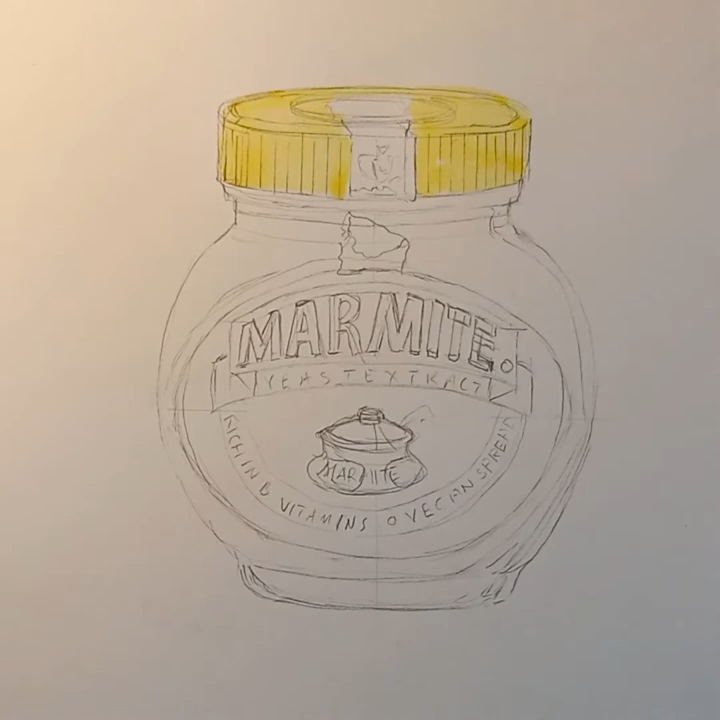 MARMITE.
YEAST EXTRACT
RICH IN B VITAMINS O VEGAN SPREAD
MARMITE